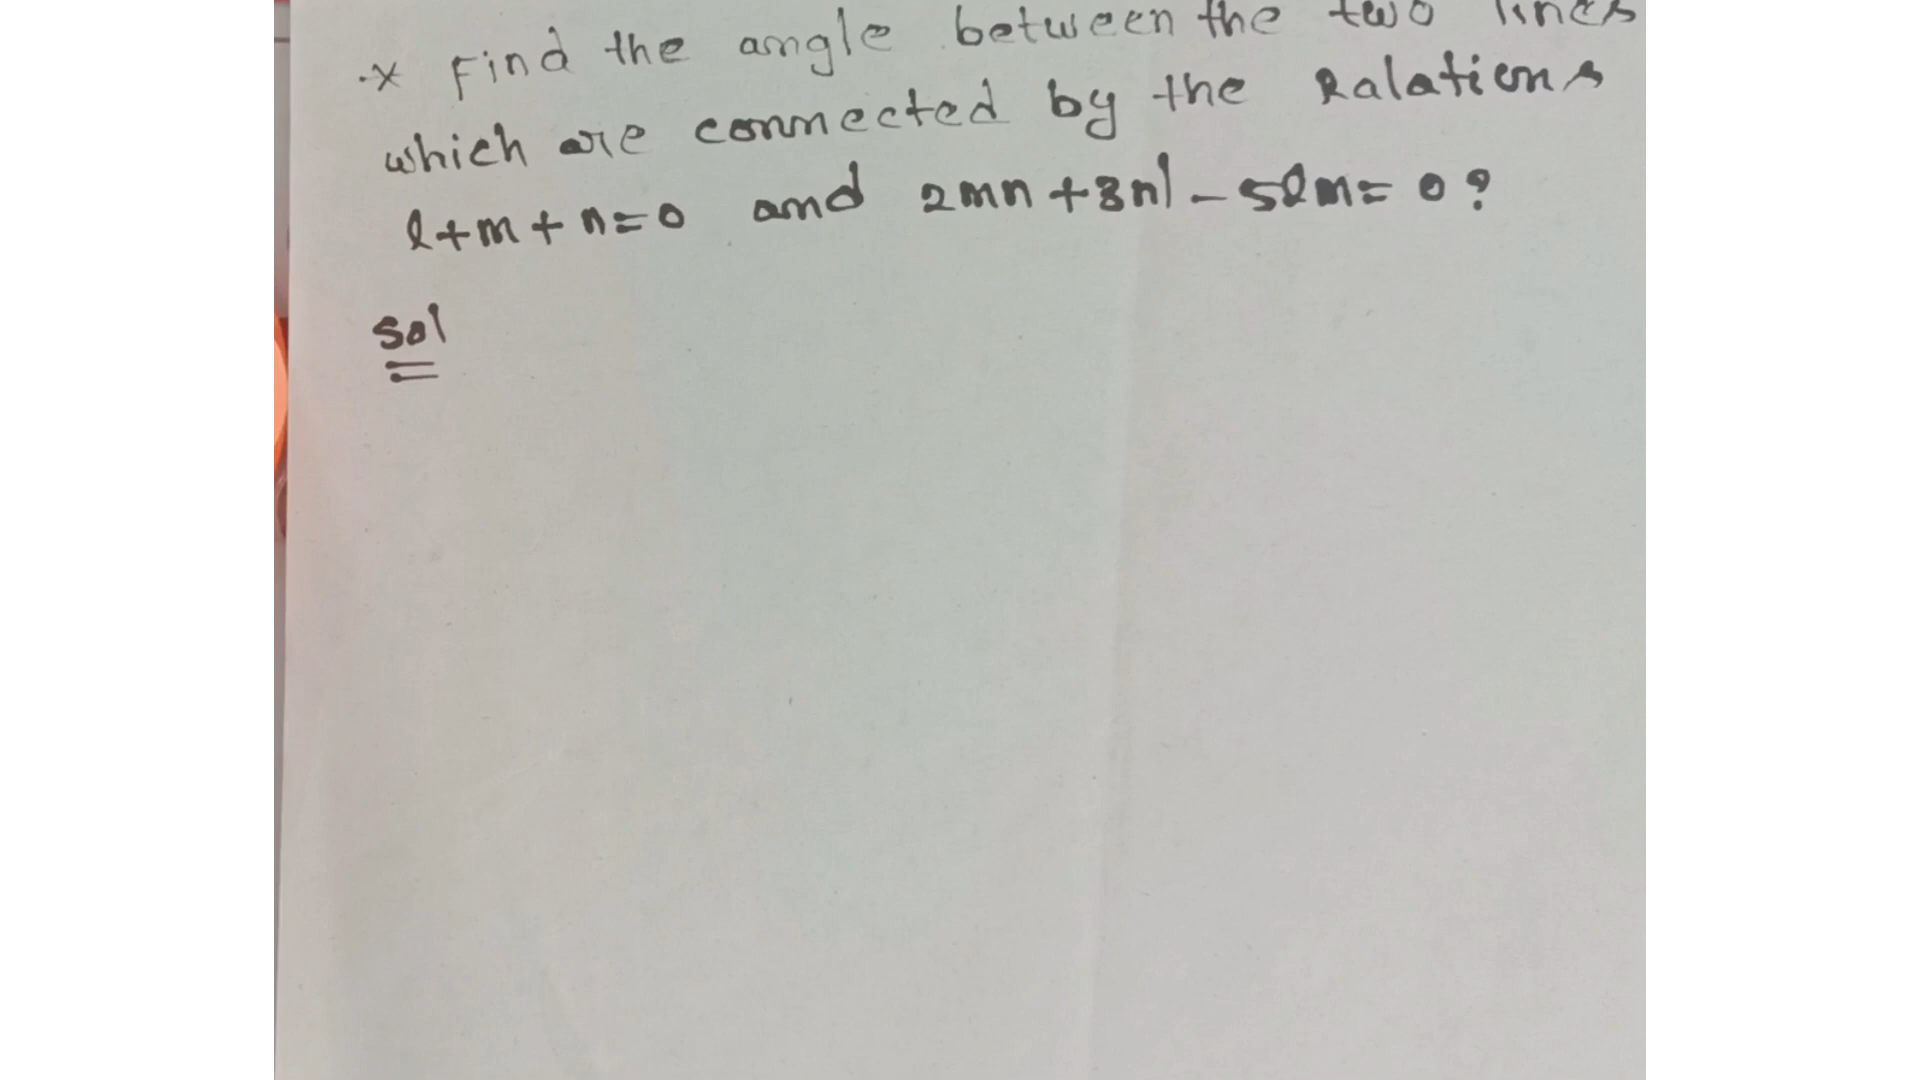 * Find the angle between the two lines
which are connected by the Ralations
l+m+n=0 and 2mn+3nl-5lm=0?
Sol